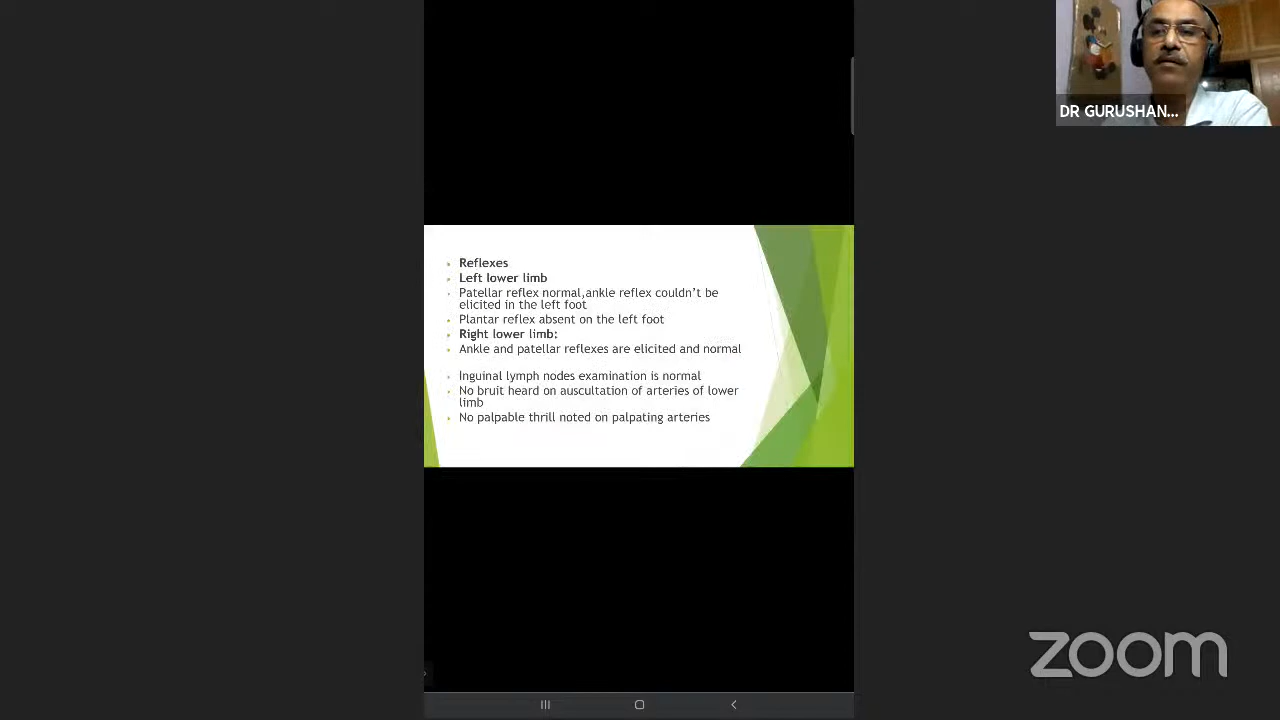 DR GURUSHAN...
Reflexes
Left lower limb
Patellar reflex normal,ankle reflex couldn't be
elicited in the left foot
Plantar reflex absent on the left foot
Right lower limb:
Ankle and patellar reflexes are elicited and normal
Inguinal lymph nodes examination is normal
No bruit heard on auscultation of arteries of lower
limb
No palpable thrill noted on palpating arteries
zoom